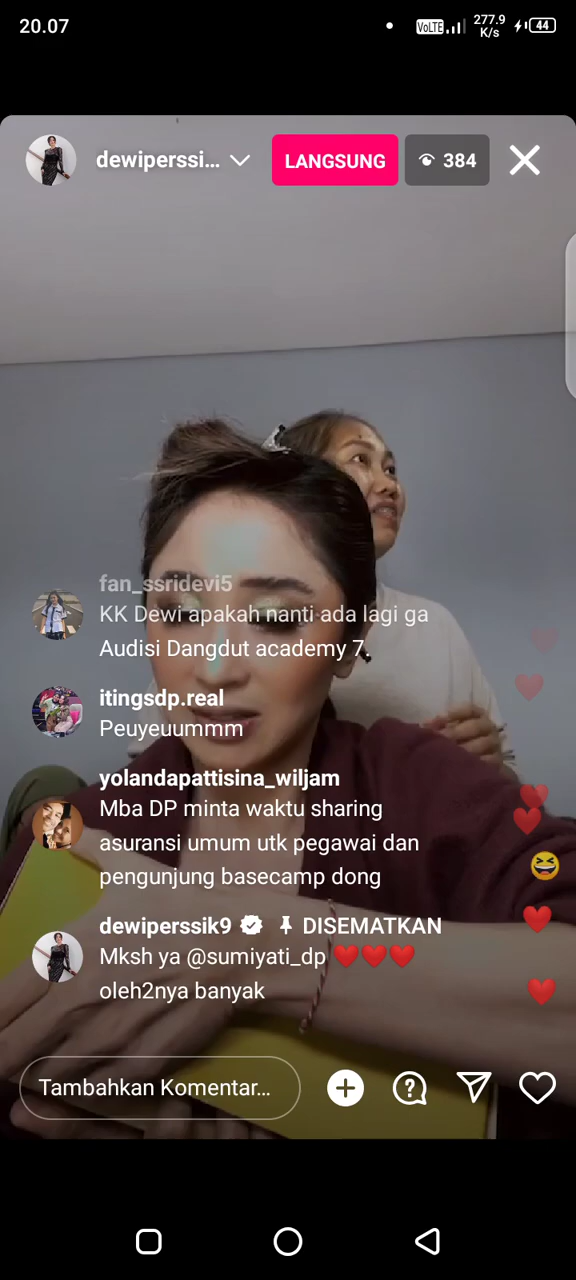 20.07
VoLTE
277.9
K/s
44
dewiperssi...
LANGSUNG
384
fan_ssridevi5
KK Dewi apakah nanti ada lagi ga
Audisi Dangdut academy 7.
itingsdp.real
Peuyeuummm
yolandapattisina_wiljam
Mba DP minta waktu sharing
asuransi umum utk pegawai dan
pengunjung basecamp dong
dewiperssik9 DISEMATKAN
Mksh ya @sumiyati_dp ❤️❤️❤️
oleh2nya banyak
Tambahkan Komentar...